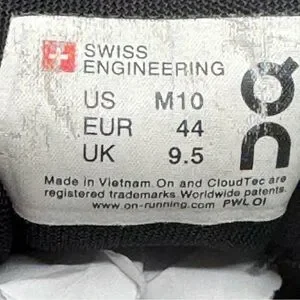 SWISS
ENGINEERING
US M10
EUR 44
UK 9.5
on
Made in Vietnam. On and CloudTec are
registered trademarks. Worldwide patents.
www.on-running.com PWL OI